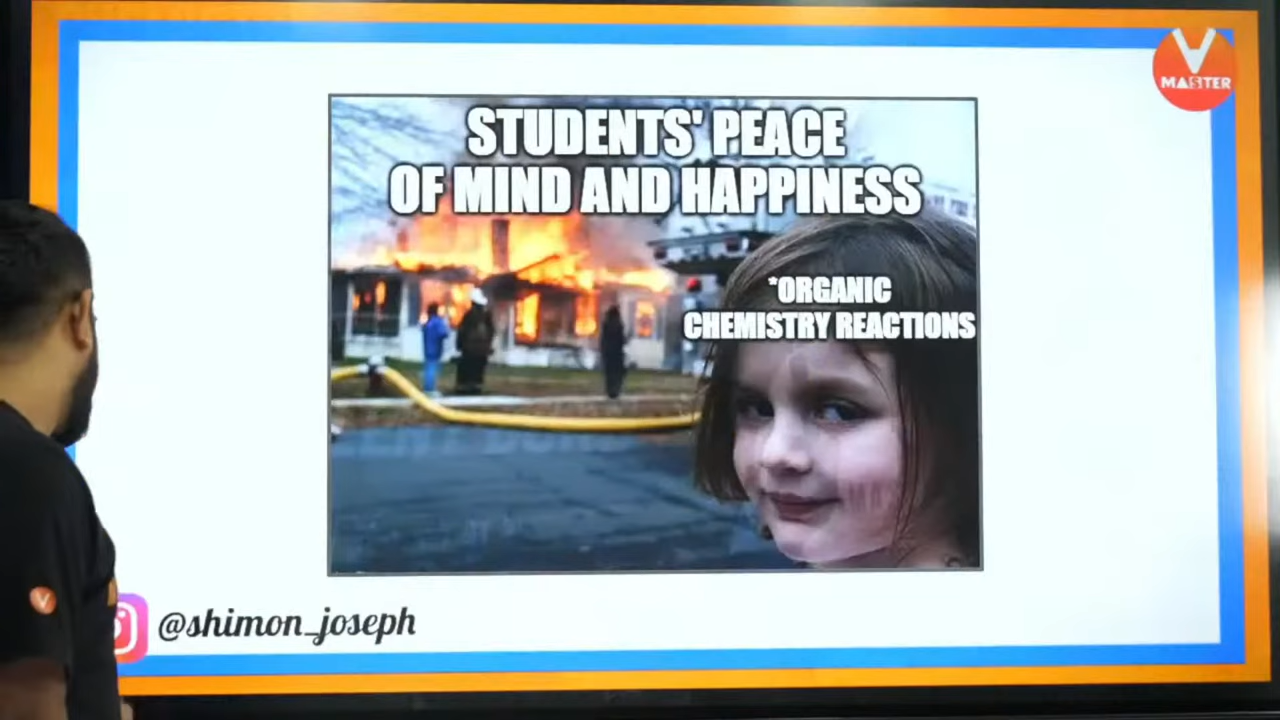 V
MASTER
STUDENTS' PEACE
OF MIND AND HAPPINESS
*ORGANIC
CHEMISTRY REACTIONS
@shimon_joseph